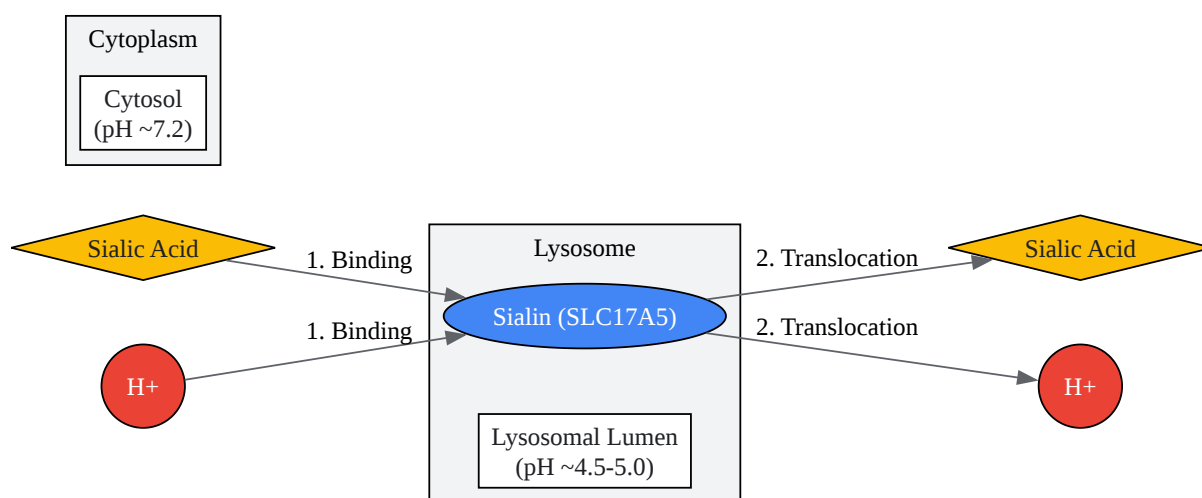 Cytoplasm
Cytosol
(pH ~7.2)
Sialic Acid
1. Binding
Lysosome
2. Translocation
Sialic Acid
Sialin (SLC17A5)
H+
1. Binding
2. Translocation
H+
Lysosomal Lumen
(pH ~4.5-5.0)